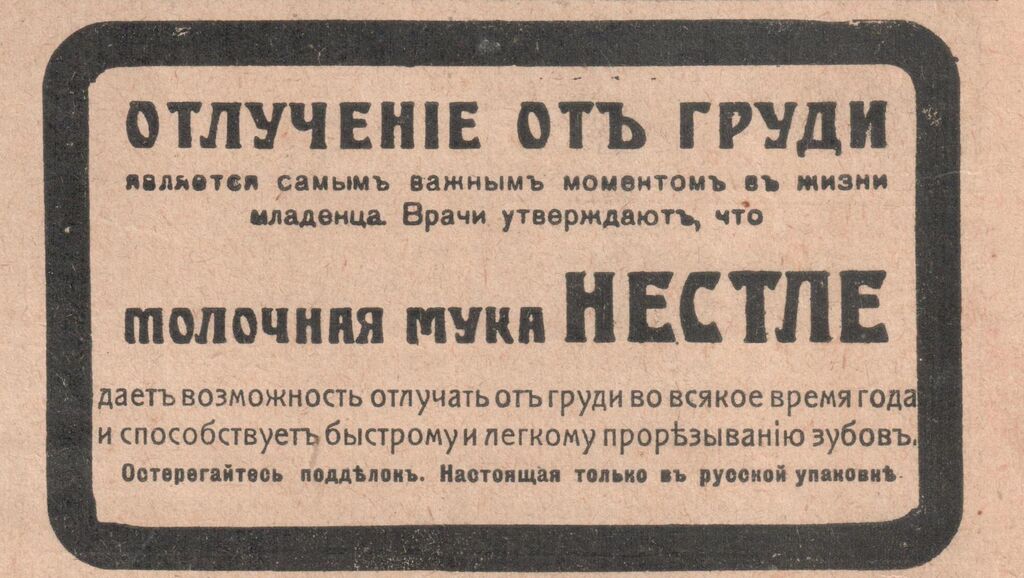 ОТЛУЧЕНІЕ ОТЪ ГРУДИ
является самымъ важнымъ моментомъ въ жизни
младенца. Врачи утверждаютъ, что
молочная мука НЕСТЛЕ
даетъ возможность отлучать отъ груди во всякое время года
и способствуетъ быстрому и легкому прорѣзыванію зубовъ.
Остерегайтесь поддѣлокъ. Настоящая только въ русской упаковкѣ.